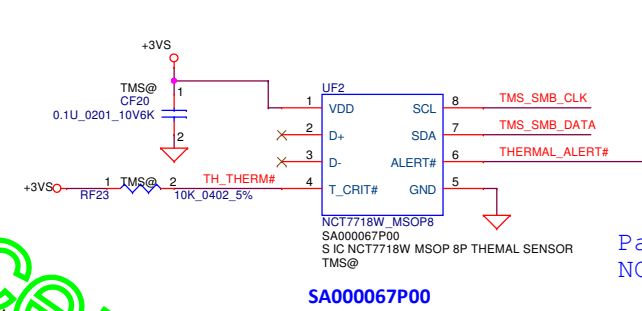 +3VS
TMS@
CF20
0.1U_0201_10V6K
1
2
UF2
1 VDD SCL 8 TMS_SMB_CLK
2 D+ SDA 7 TMS_SMB_DATA
3 D- ALERT# 6 THERMAL_ALERT#
+3VS 1 TMS@ 2 TH_THERM# 4 T_CRIT# GND 5
RF23 10K_0402_5%
NCT7718W_MSOP8
SA000067P00
S IC NCT7718W MSOP 8P THEMAL SENSOR
TMS@
SA000067P00